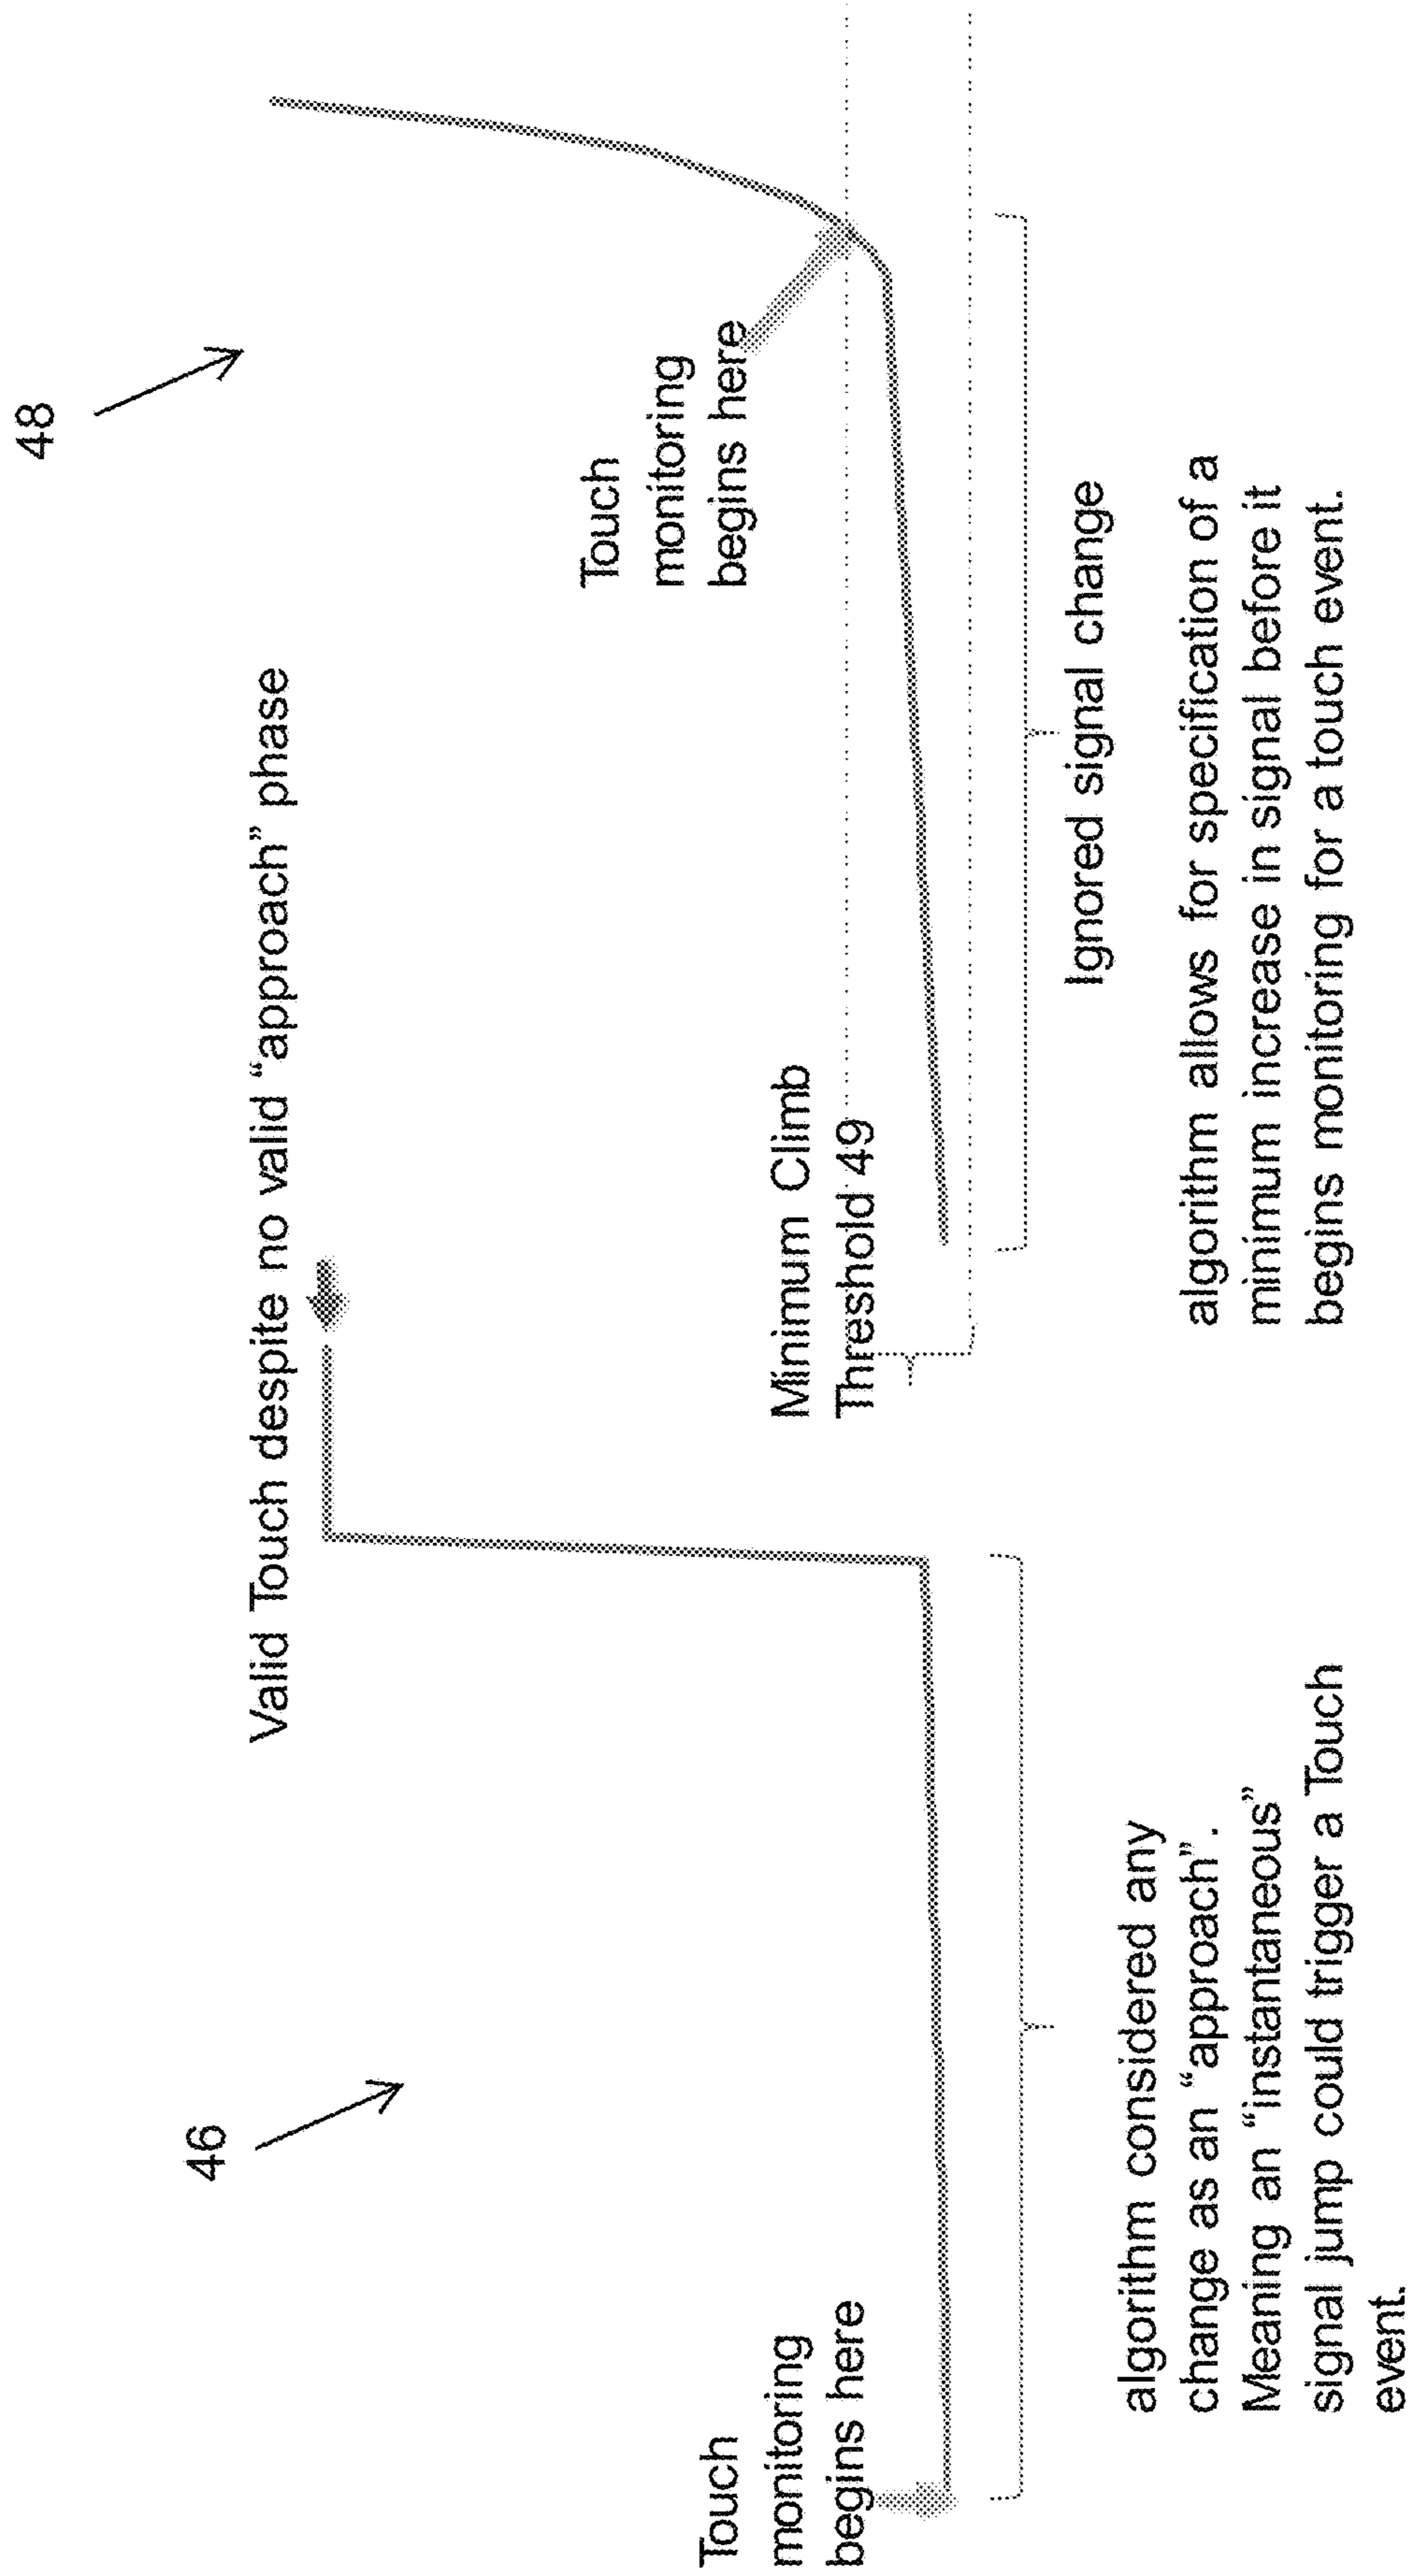 46
48
Valid Touch despite no valid “approach” phase
Touch
monitoring
begins here
Touch
monitoring
begins here
Minimum Climb
Threshold 49
algorithm considered any
change as an “approach”.
Meaning an “instantaneous”
signal jump could trigger a Touch
event.
Ignored signal change
algorithm allows for specification of a
minimum increase in signal before it
begins monitoring for a touch event.